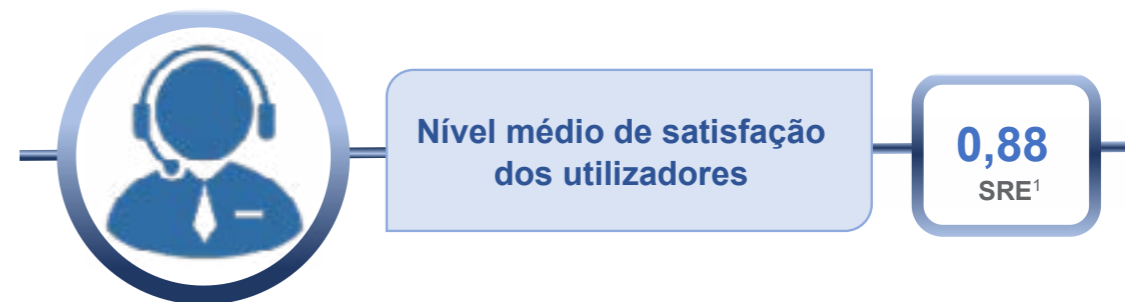 Nível médio de satisfação
dos utilizadores
0,88
SRE¹